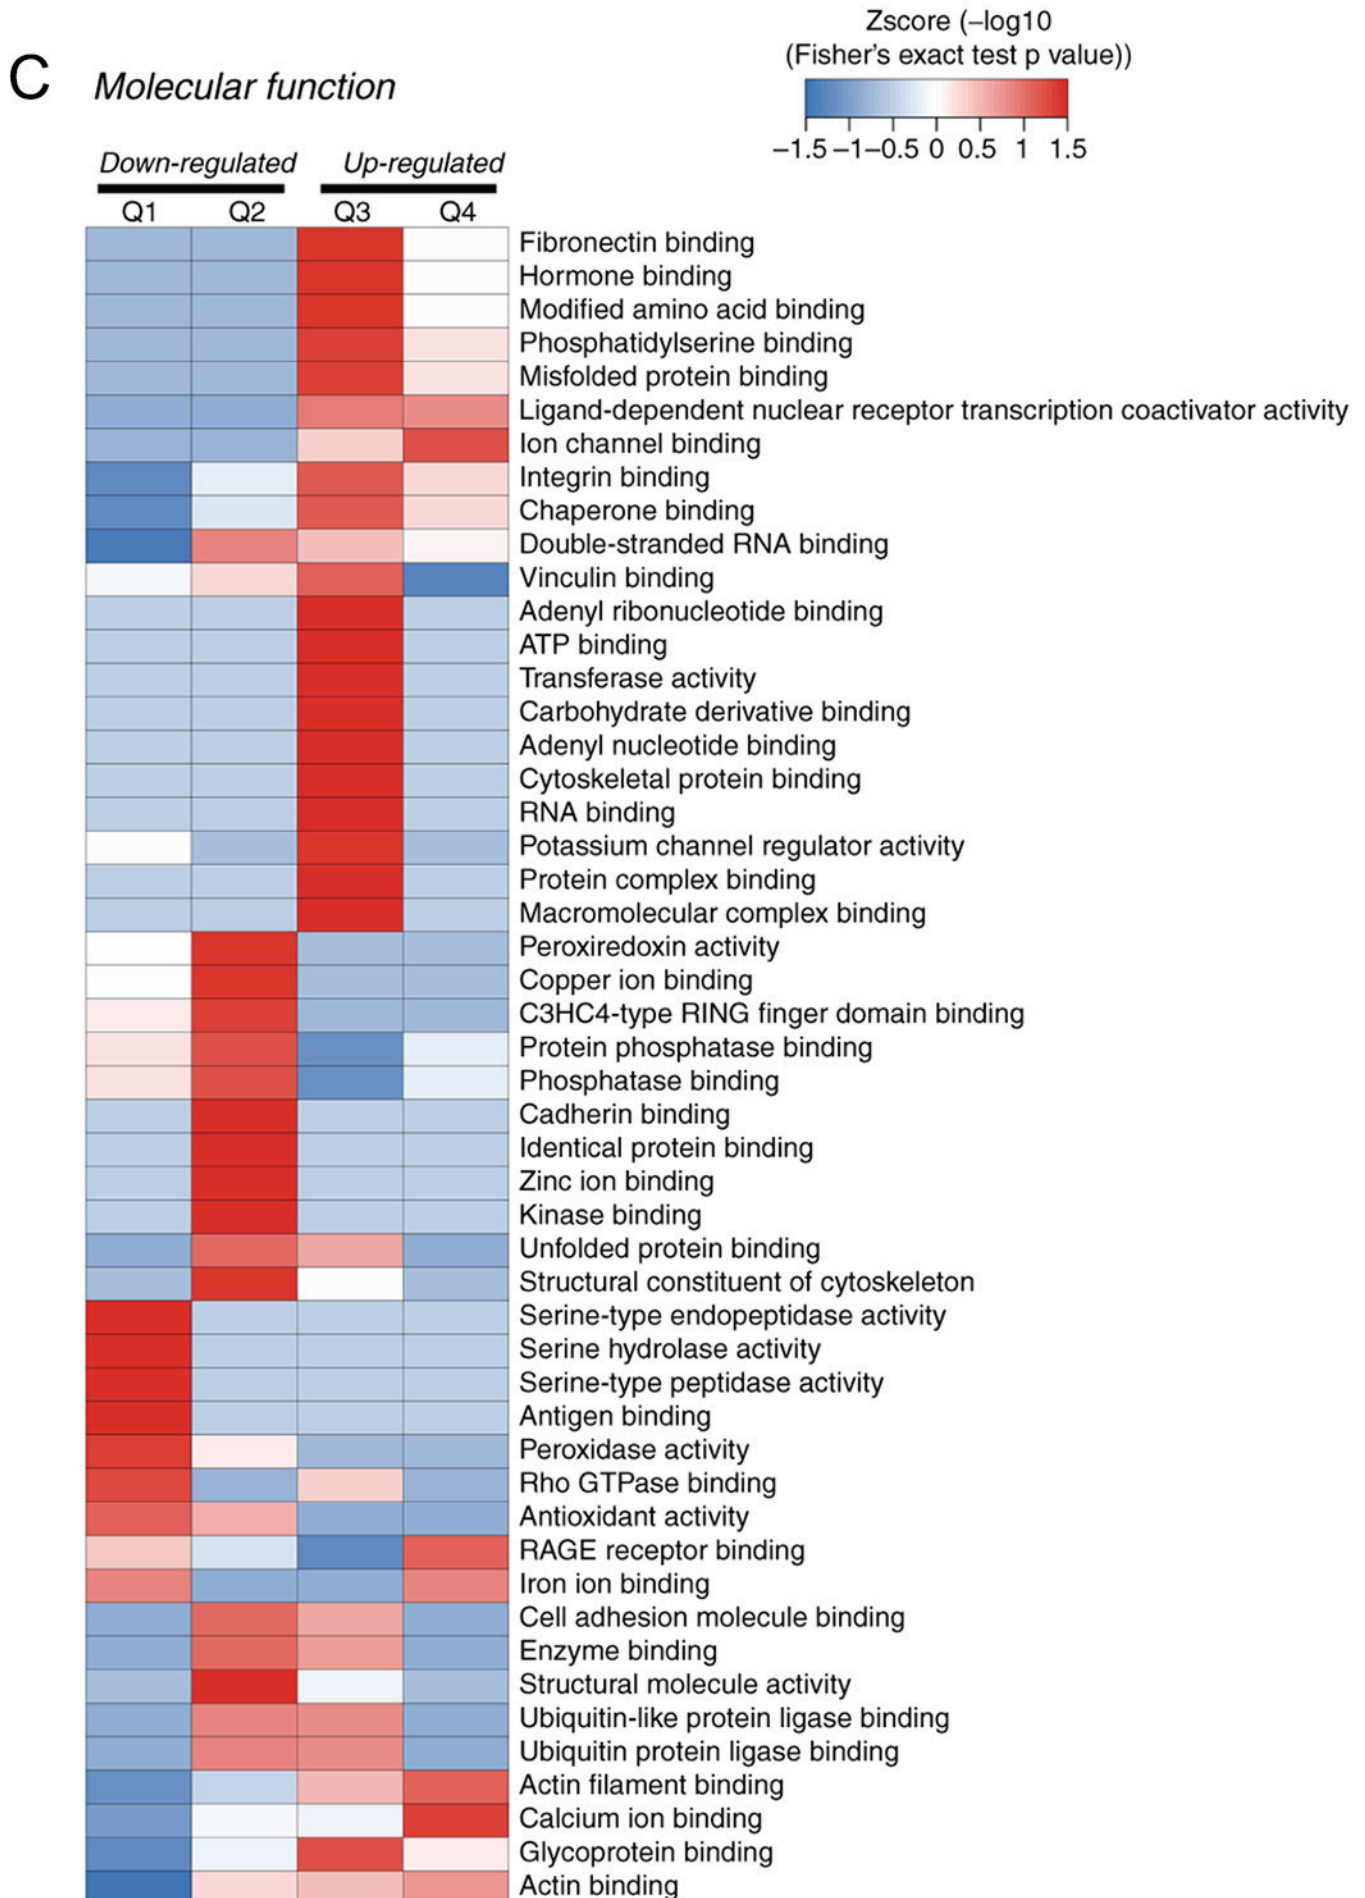 Zscore (–log10
(Fisher's exact test p value))
C Molecular function
–1.5 –1 –0.5 0 0.5 1 1.5
Down-regulated Up-regulated
Q1 Q2 Q3 Q4
Fibronectin binding
Hormone binding
Modified amino acid binding
Phosphatidylserine binding
Misfolded protein binding
Ligand-dependent nuclear receptor transcription coactivator activity
Ion channel binding
Integrin binding
Chaperone binding
Double-stranded RNA binding
Vinculin binding
Adenyl ribonucleotide binding
ATP binding
Transferase activity
Carbohydrate derivative binding
Adenyl nucleotide binding
Cytoskeletal protein binding
RNA binding
Potassium channel regulator activity
Protein complex binding
Macromolecular complex binding
Peroxiredoxin activity
Copper ion binding
C3HC4-type RING finger domain binding
Protein phosphatase binding
Phosphatase binding
Cadherin binding
Identical protein binding
Zinc ion binding
Kinase binding
Unfolded protein binding
Structural constituent of cytoskeleton
Serine-type endopeptidase activity
Serine hydrolase activity
Serine-type peptidase activity
Antigen binding
Peroxidase activity
Rho GTPase binding
Antioxidant activity
RAGE receptor binding
Iron ion binding
Cell adhesion molecule binding
Enzyme binding
Structural molecule activity
Ubiquitin-like protein ligase binding
Ubiquitin protein ligase binding
Actin filament binding
Calcium ion binding
Glycoprotein binding
Actin binding